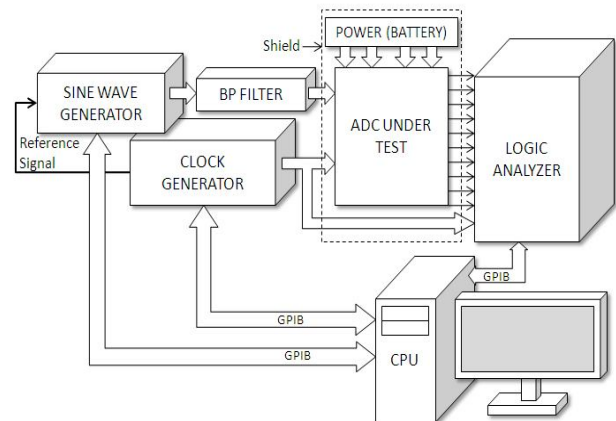 POWER (BATTERY)
Shield
SINE WAVE
GENERATOR
BP FILTER
ADC UNDER
TEST
LOGIC
ANALYZER
Reference
Signal
CLOCK
GENERATOR
GPIB
GPIB
GPIB
CPU